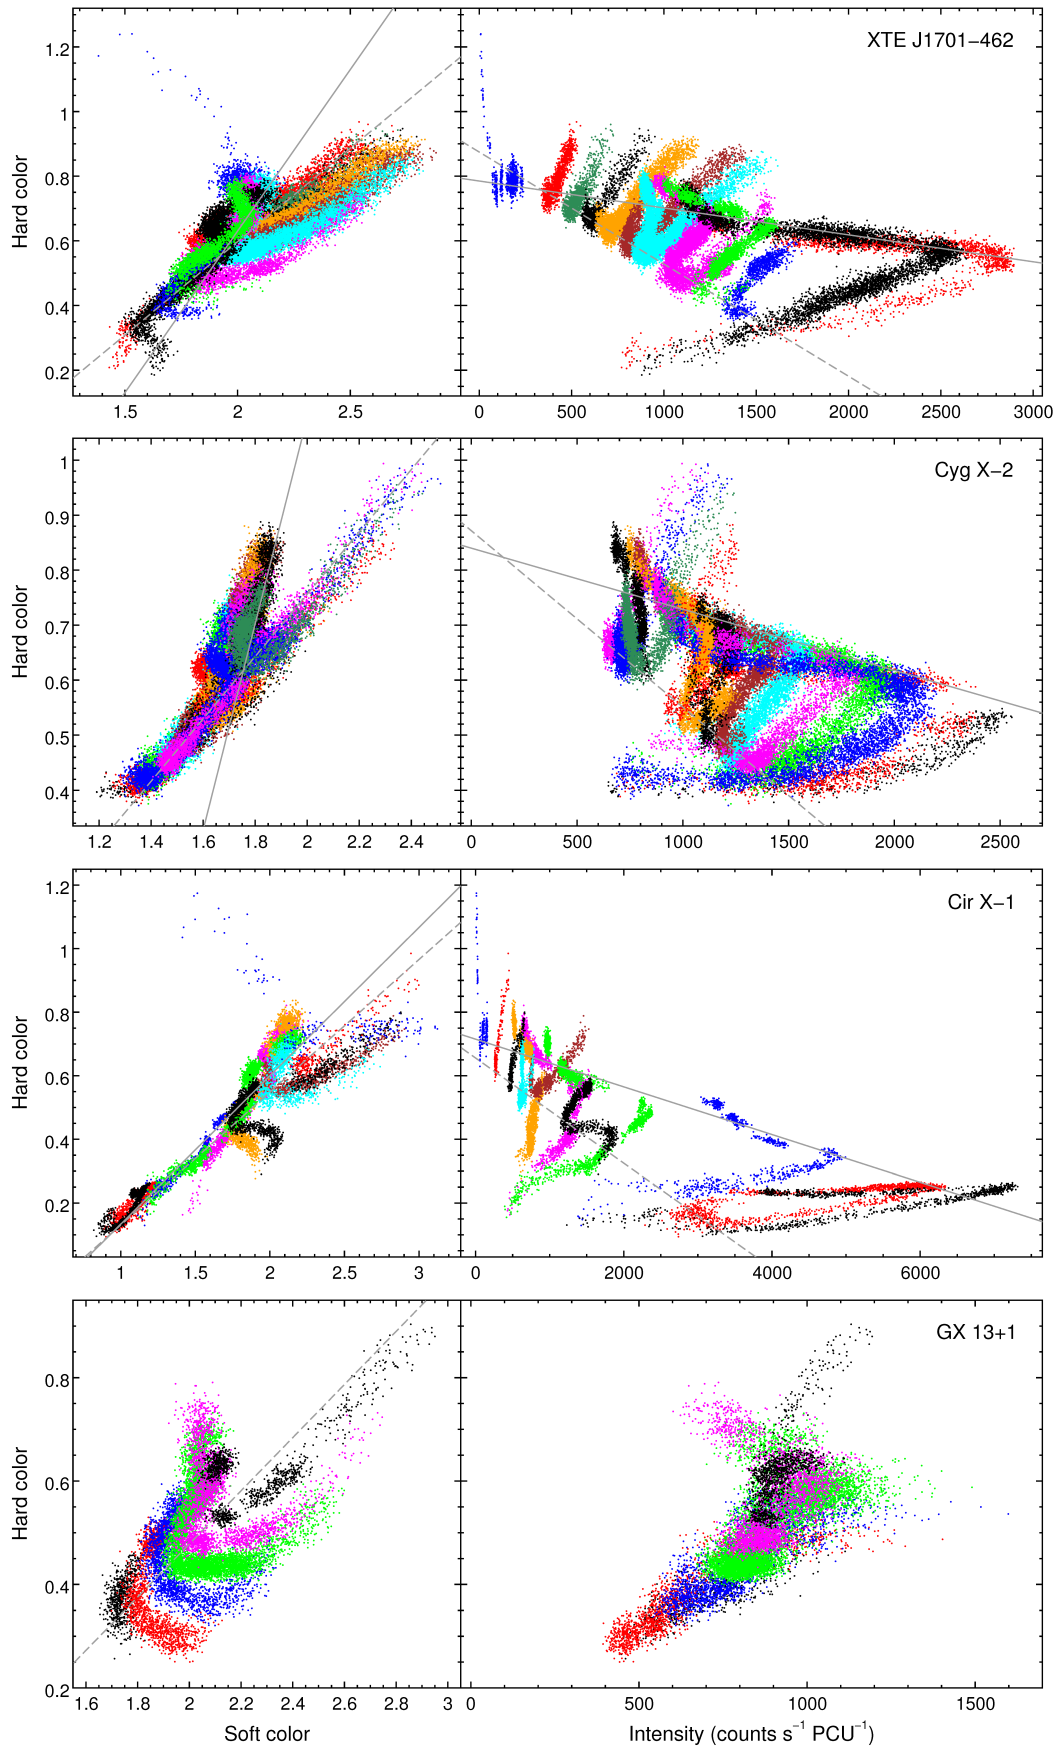 XTE J1701−462
Hard color
1.2
1
0.8
0.6
0.4
0.2
1.5 2 2.5
0 500 1000 1500 2000 2500 3000
Cyg X−2
Hard color
1
0.9
0.8
0.7
0.6
0.5
0.4
1.2 1.4 1.6 1.8 2 2.2 2.4
0 500 1000 1500 2000 2500
Cir X−1
Hard color
1.2
1
0.8
0.6
0.4
0.2
1 1.5 2 2.5 3
0 2000 4000 6000
GX 13+1
Hard color
0.8
0.6
0.4
0.2
1.6 1.8 2 2.2 2.4 2.6 2.8 3
0 500 1000 1500
Soft color
Intensity (counts s⁻¹ PCU⁻¹)